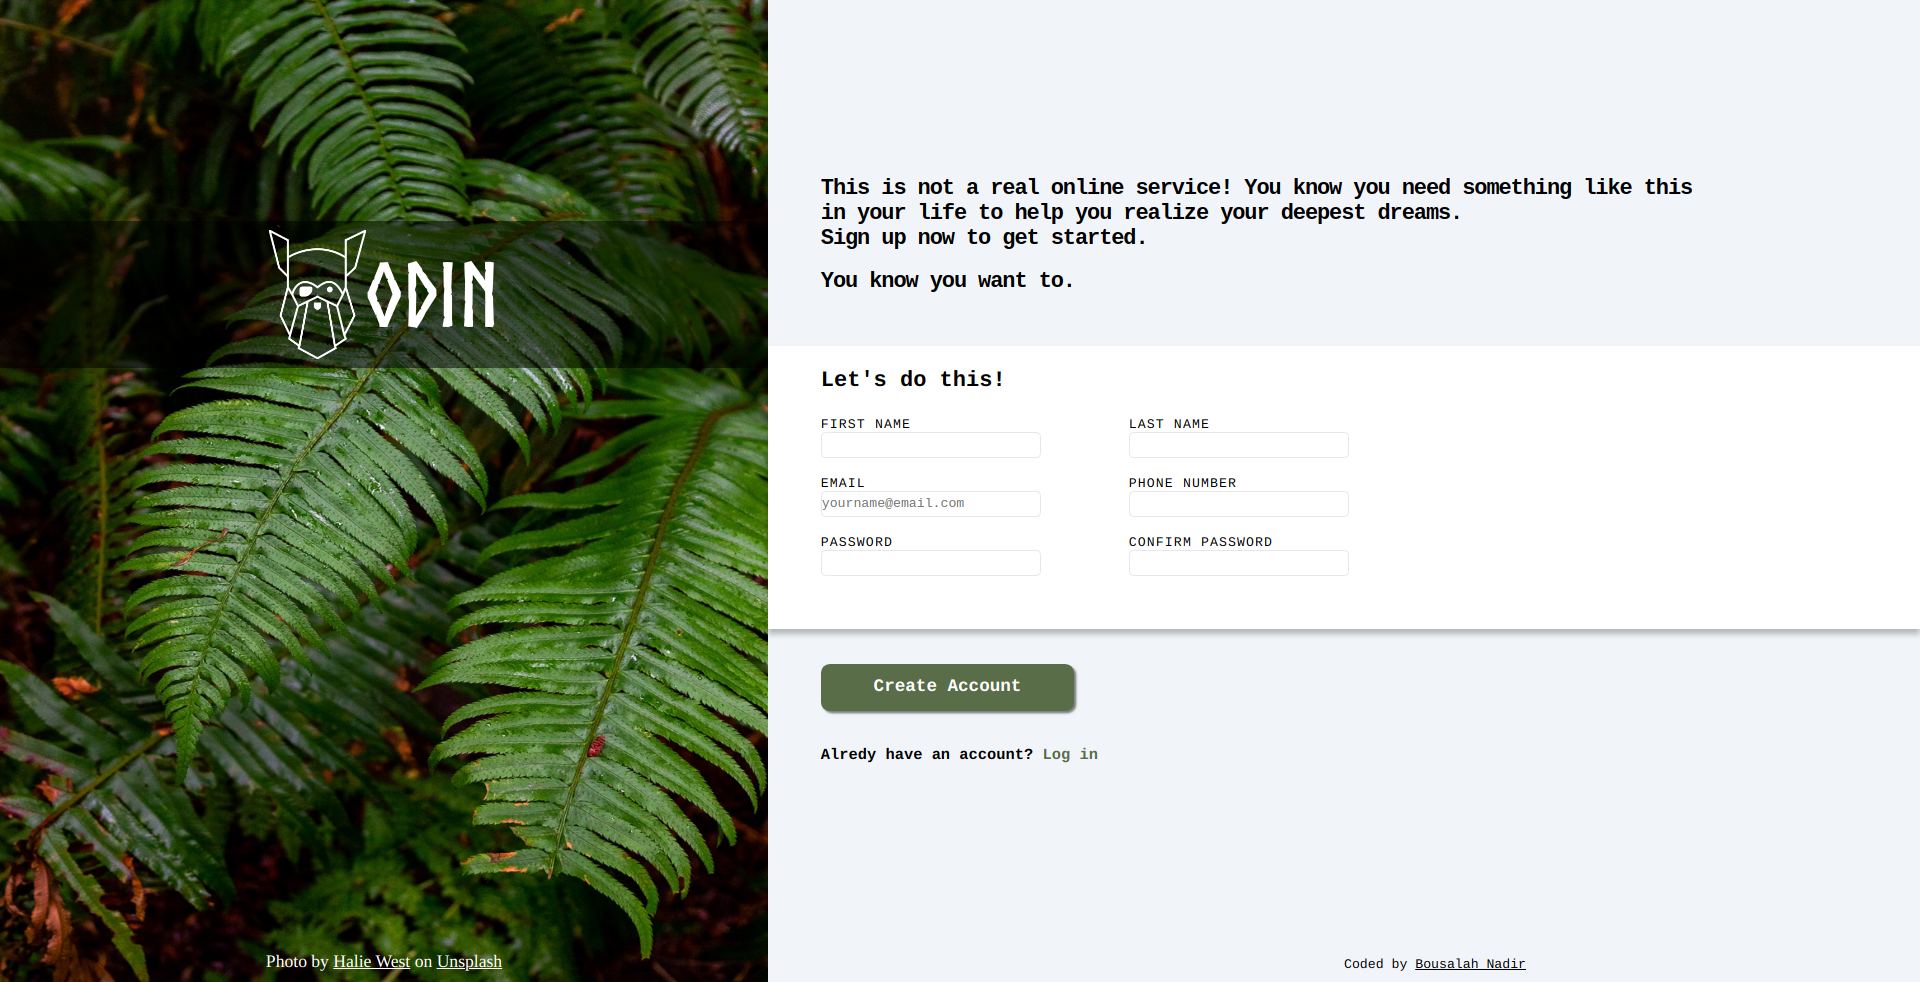 ODIN
Photo by Halie West on Unsplash
This is not a real online service! You know you need something like this
in your life to help you realize your deepest dreams.
Sign up now to get started.
You know you want to.
Let's do this!
FIRST NAME
LAST NAME
EMAIL
yourname@email.com
PHONE NUMBER
PASSWORD
CONFIRM PASSWORD
Create Account
Alredy have an account? Log in
Coded by Bousalah Nadir